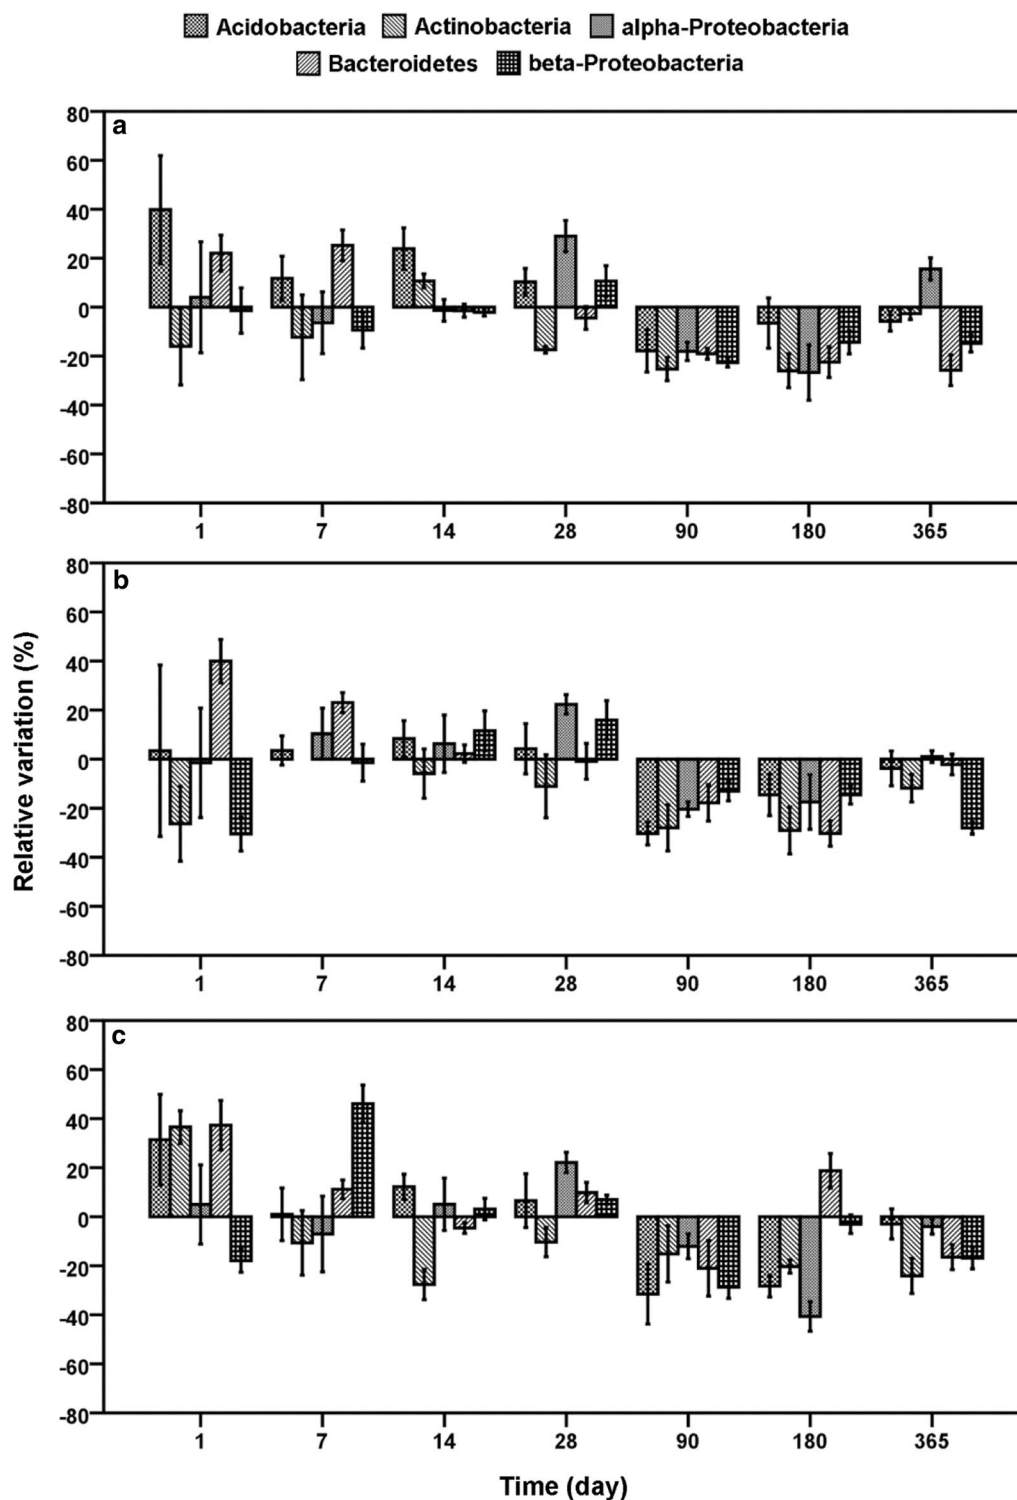 Acidobacteria Actinobacteria alpha-Proteobacteria
Bacteroidetes beta-Proteobacteria
a
80
60
40
20
0
-20
-40
-60
-80
1 7 14 28 90 180 365
b
80
60
40
20
0
-20
-40
-60
-80
1 7 14 28 90 180 365
Relative variation (%)
c
80
60
40
20
0
-20
-40
-60
-80
1 7 14 28 90 180 365
Time (day)